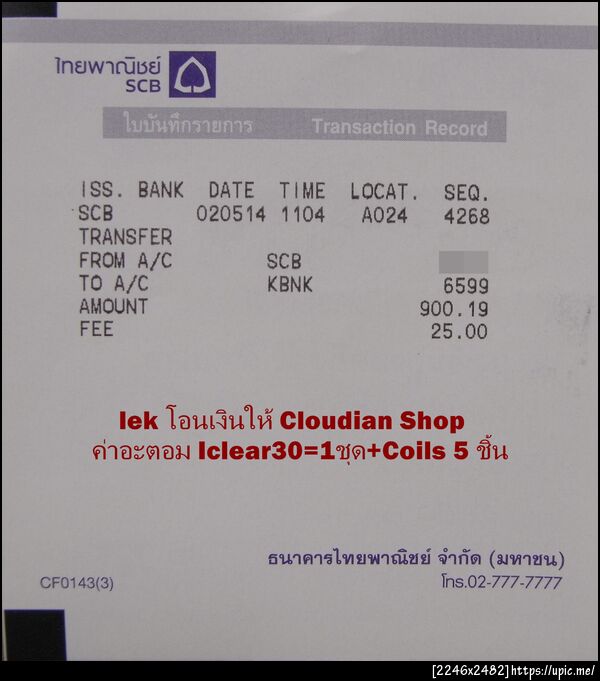 ไทยพาณิชย์
SCB
ใบบันทึกรายการ Transaction Record
ISS. BANK DATE TIME LOCAT. SEQ.
SCB 020514 1104 A024 4268
TRANSFER
FROM A/C SCB
TO A/C KBNK 6599
AMOUNT 900.19
FEE 25.00
lek โอนเงินให้ Cloudian Shop
ค่าอะตอม Iclear30=1ชุด+Coils 5 ชิ้น
ธนาคารไทยพาณิชย์ จำกัด (มหาชน)
CF0143(3) โทร.02-777-7777
[2246x2482]https://upic.me/